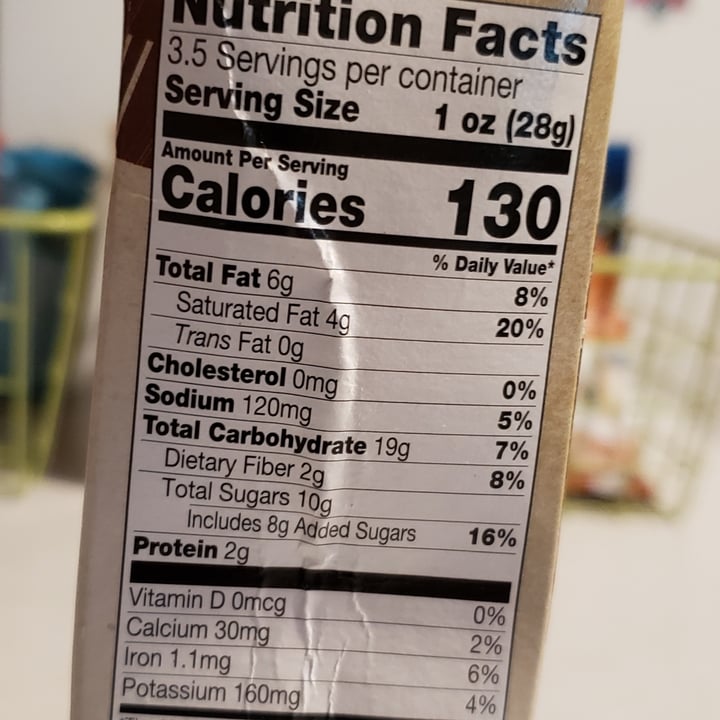 Nutrition Facts
3.5 Servings per container
Serving Size 1 oz (28g)
Amount Per Serving
Calories 130
% Daily Value*
Total Fat 6g 8%
Saturated Fat 4g 20%
Trans Fat 0g
Cholesterol 0mg 0%
Sodium 120mg 5%
Total Carbohydrate 19g 7%
Dietary Fiber 2g 8%
Total Sugars 10g
Includes 8g Added Sugars 16%
Protein 2g
Vitamin D 0mcg 0%
Calcium 30mg 2%
Iron 1.1mg 6%
Potassium 160mg 4%